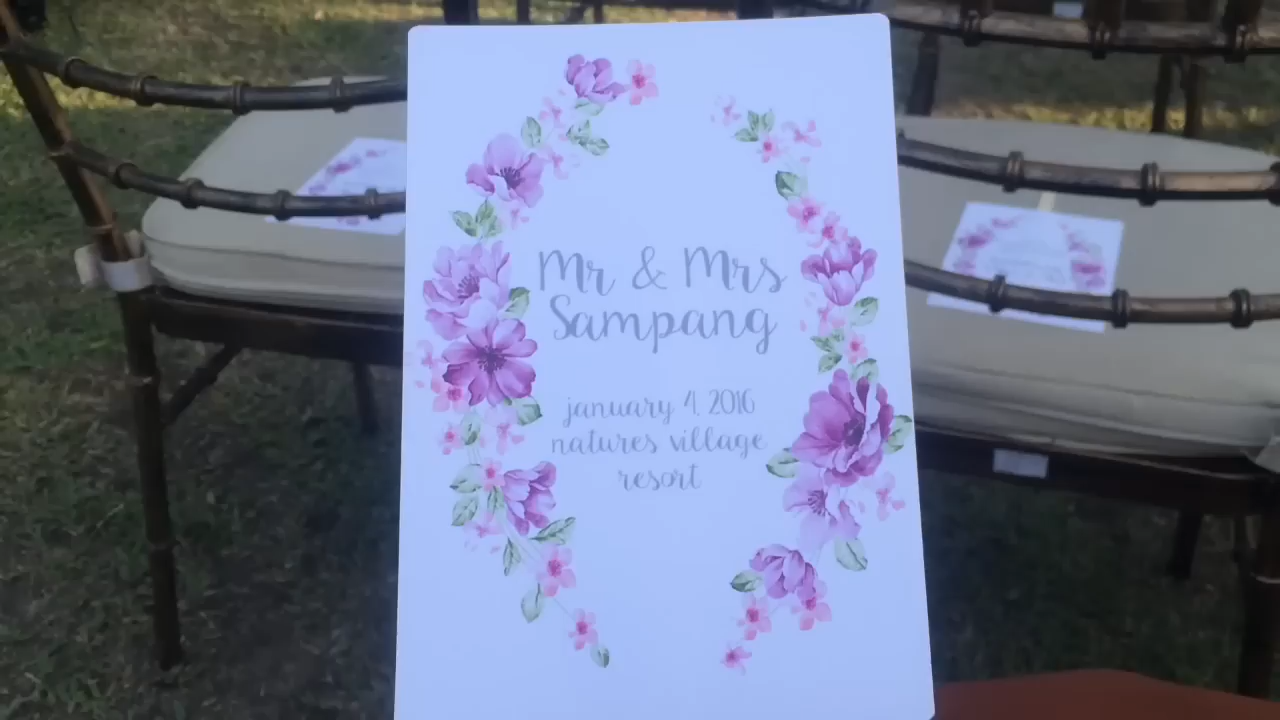 Mr & Mrs
Sampang
january 4, 2016
natures village
resort